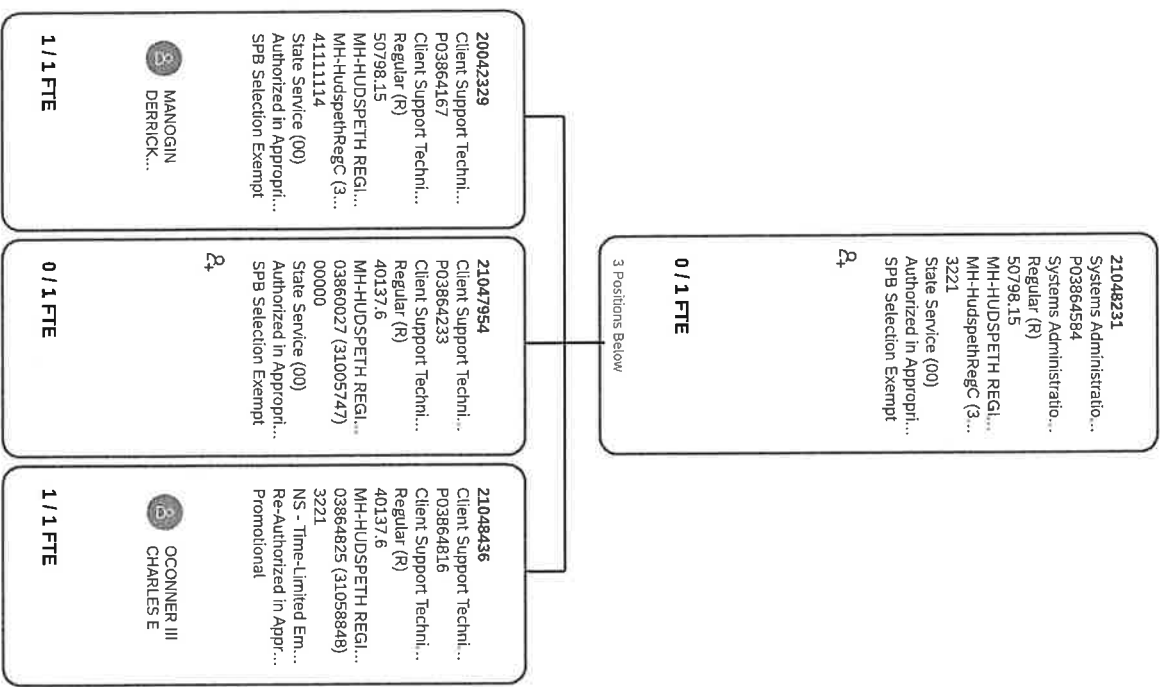 21048231
Systems Administratio...
P03864584
Systems Administratio...
Regular (R)
50798.15
MH-HUDSPETH REGI...
MH-HudspethRegC (3...
3221
State Service (00)
Authorized in Appropri...
SPB Selection Exempt
0 / 1 FTE
3 Positions Below
20042329
Client Support Techni...
P03864167
Client Support Techni...
Regular (R)
50798.15
MH-HUDSPETH REGI...
MH-HudspethRegC (3...
41111114
State Service (00)
Authorized in Appropri...
SPB Selection Exempt
MANOGIN
DERRICK...
1 / 1 FTE
21047954
Client Support Techni...
P03864233
Client Support Techni...
Regular (R)
40137.6
MH-HUDSPETH REGI...
03860027 (31005747)
00000
State Service (00)
Authorized in Appropri...
SPB Selection Exempt
0 / 1 FTE
21048436
Client Support Techni...
P03864816
Client Support Techni...
Regular (R)
40137.6
MH-HUDSPETH REGI...
03864825 (31058848)
3221
NS - Time-Limited Em...
Re-Authorized in Appr...
Promotional
OCONNER III
CHARLES E
1 / 1 FTE